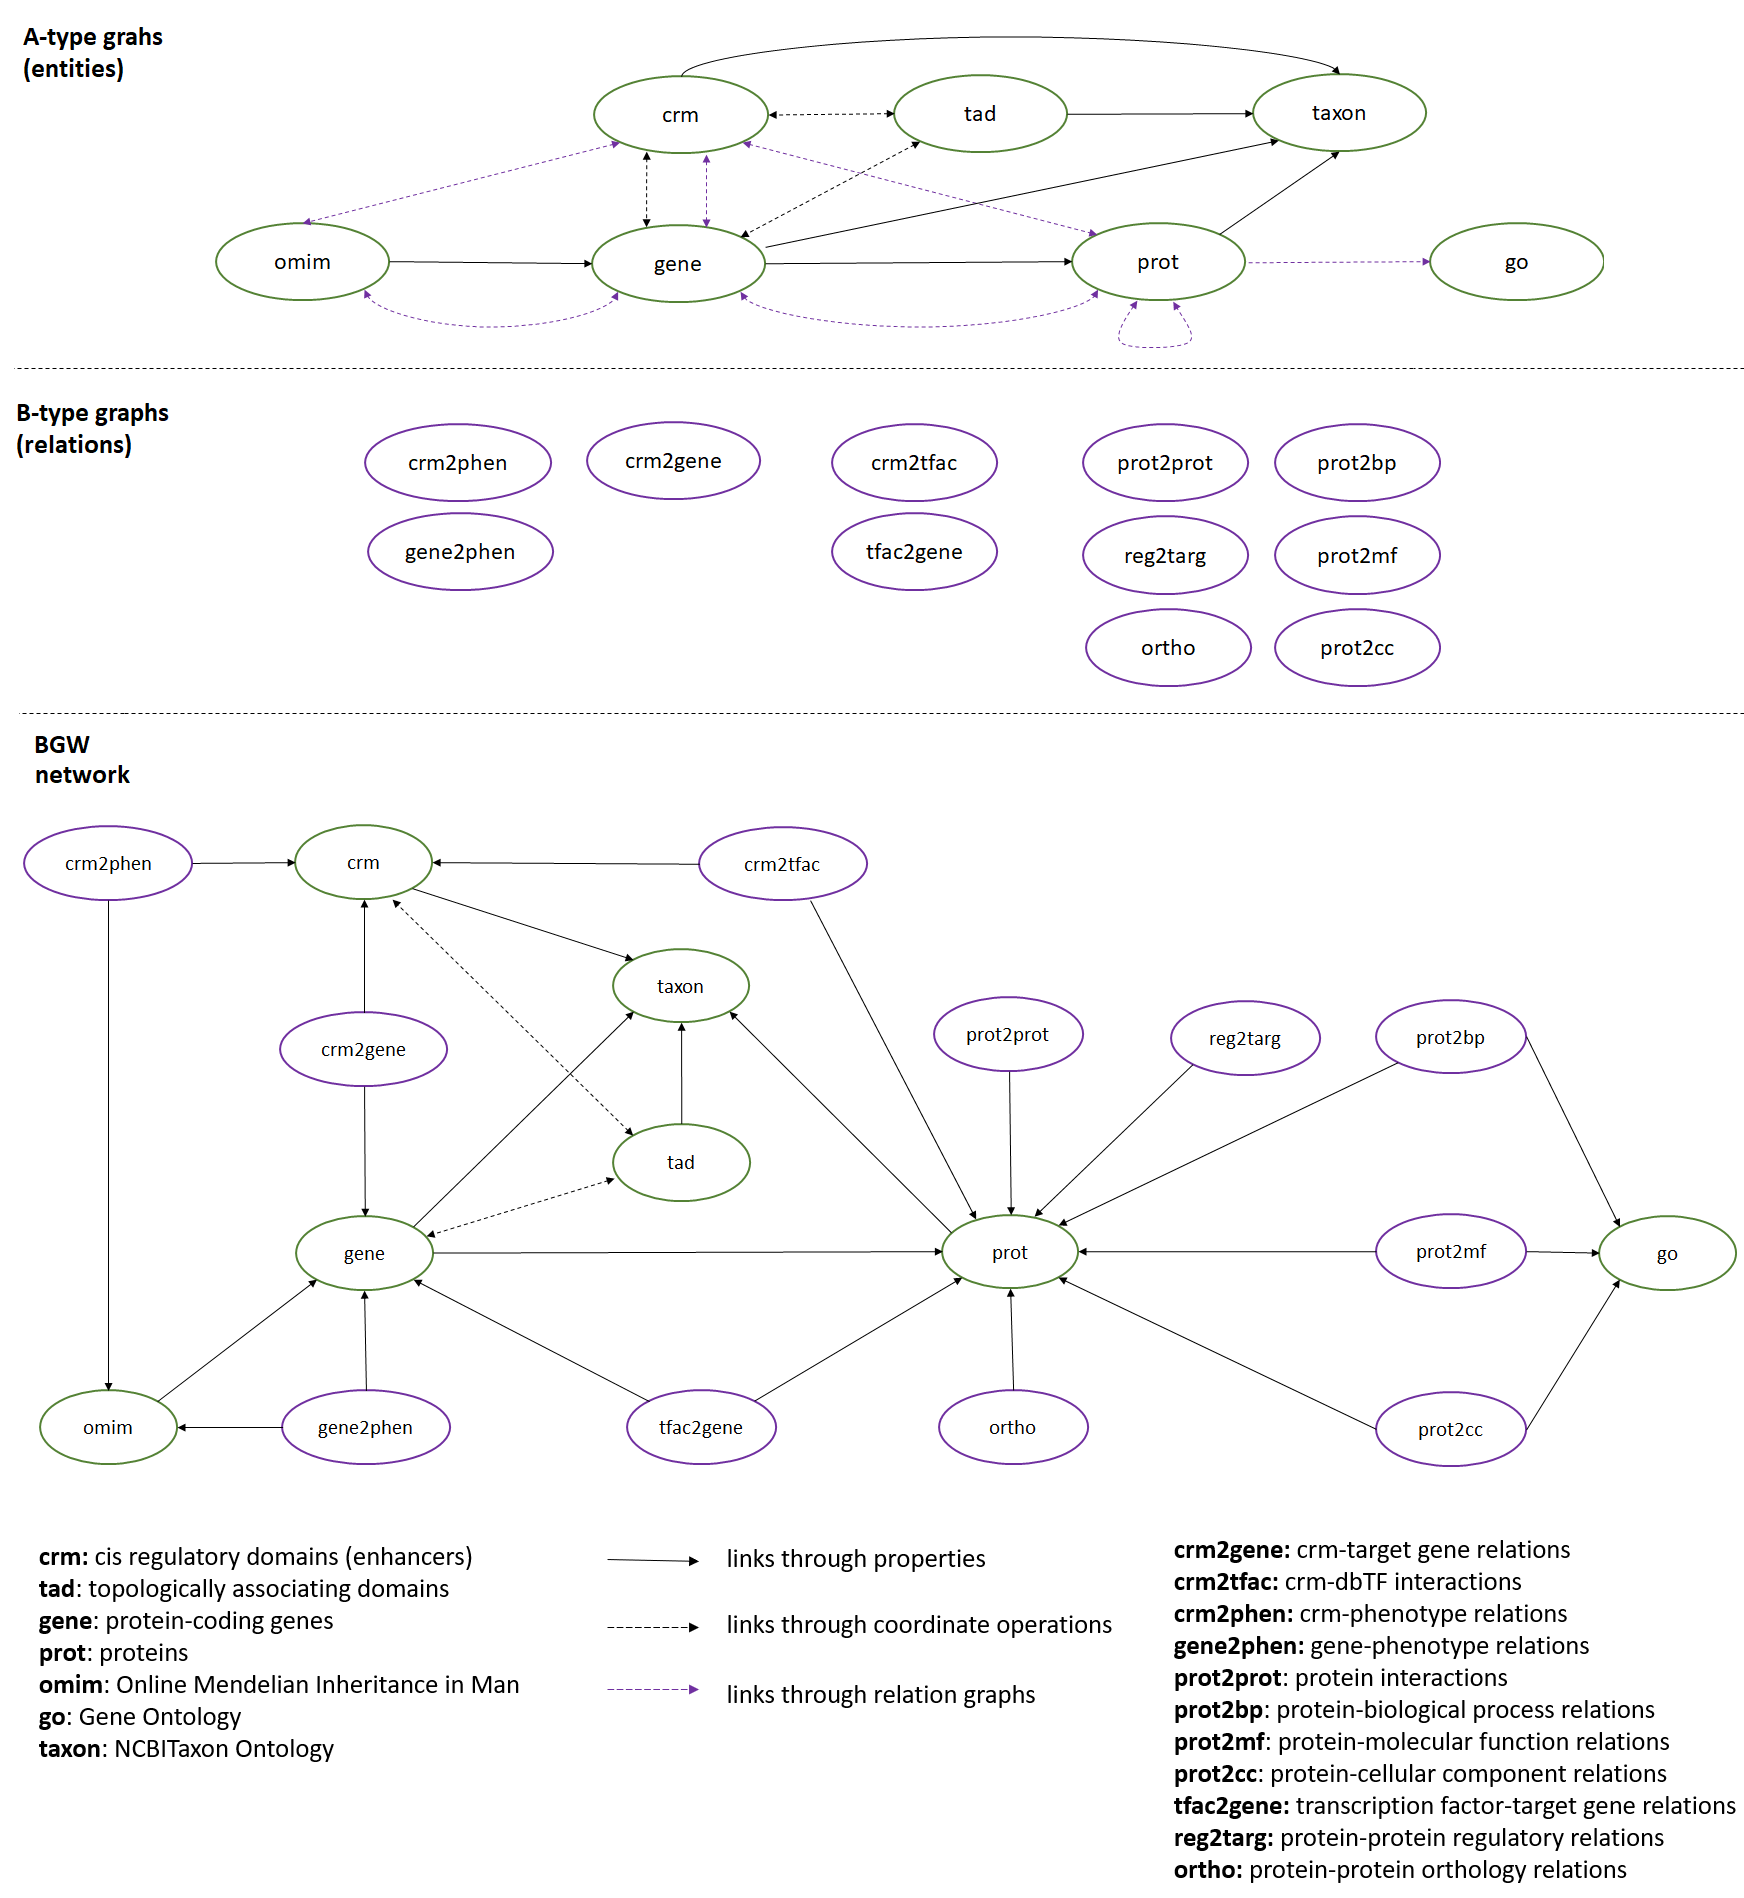 A-type grahs
(entities)
crm
tad
taxon
omim
gene
prot
go
B-type graphs
(relations)
crm2phen
crm2gene
crm2tfac
prot2prot
prot2bp
gene2phen
tfac2gene
reg2targ
prot2mf
ortho
prot2cc
BGW
network
crm2phen
crm
crm2tfac
taxon
prot2prot
reg2targ
prot2bp
crm2gene
tad
gene
prot
prot2mf
go
omim
gene2phen
tfac2gene
ortho
prot2cc
crm: cis regulatory domains (enhancers)
tad: topologically associating domains
gene: protein-coding genes
prot: proteins
omim: Online Mendelian Inheritance in Man
go: Gene Ontology
taxon: NCBITaxon Ontology
links through properties
links through coordinate operations
links through relation graphs
crm2gene: crm-target gene relations
crm2tfac: crm-dbTF interactions
crm2phen: crm-phenotype relations
gene2phen: gene-phenotype relations
prot2prot: protein interactions
prot2bp: protein-biological process relations
prot2mf: protein-molecular function relations
prot2cc: protein-cellular component relations
tfac2gene: transcription factor-target gene relations
reg2targ: protein-protein regulatory relations
ortho: protein-protein orthology relations